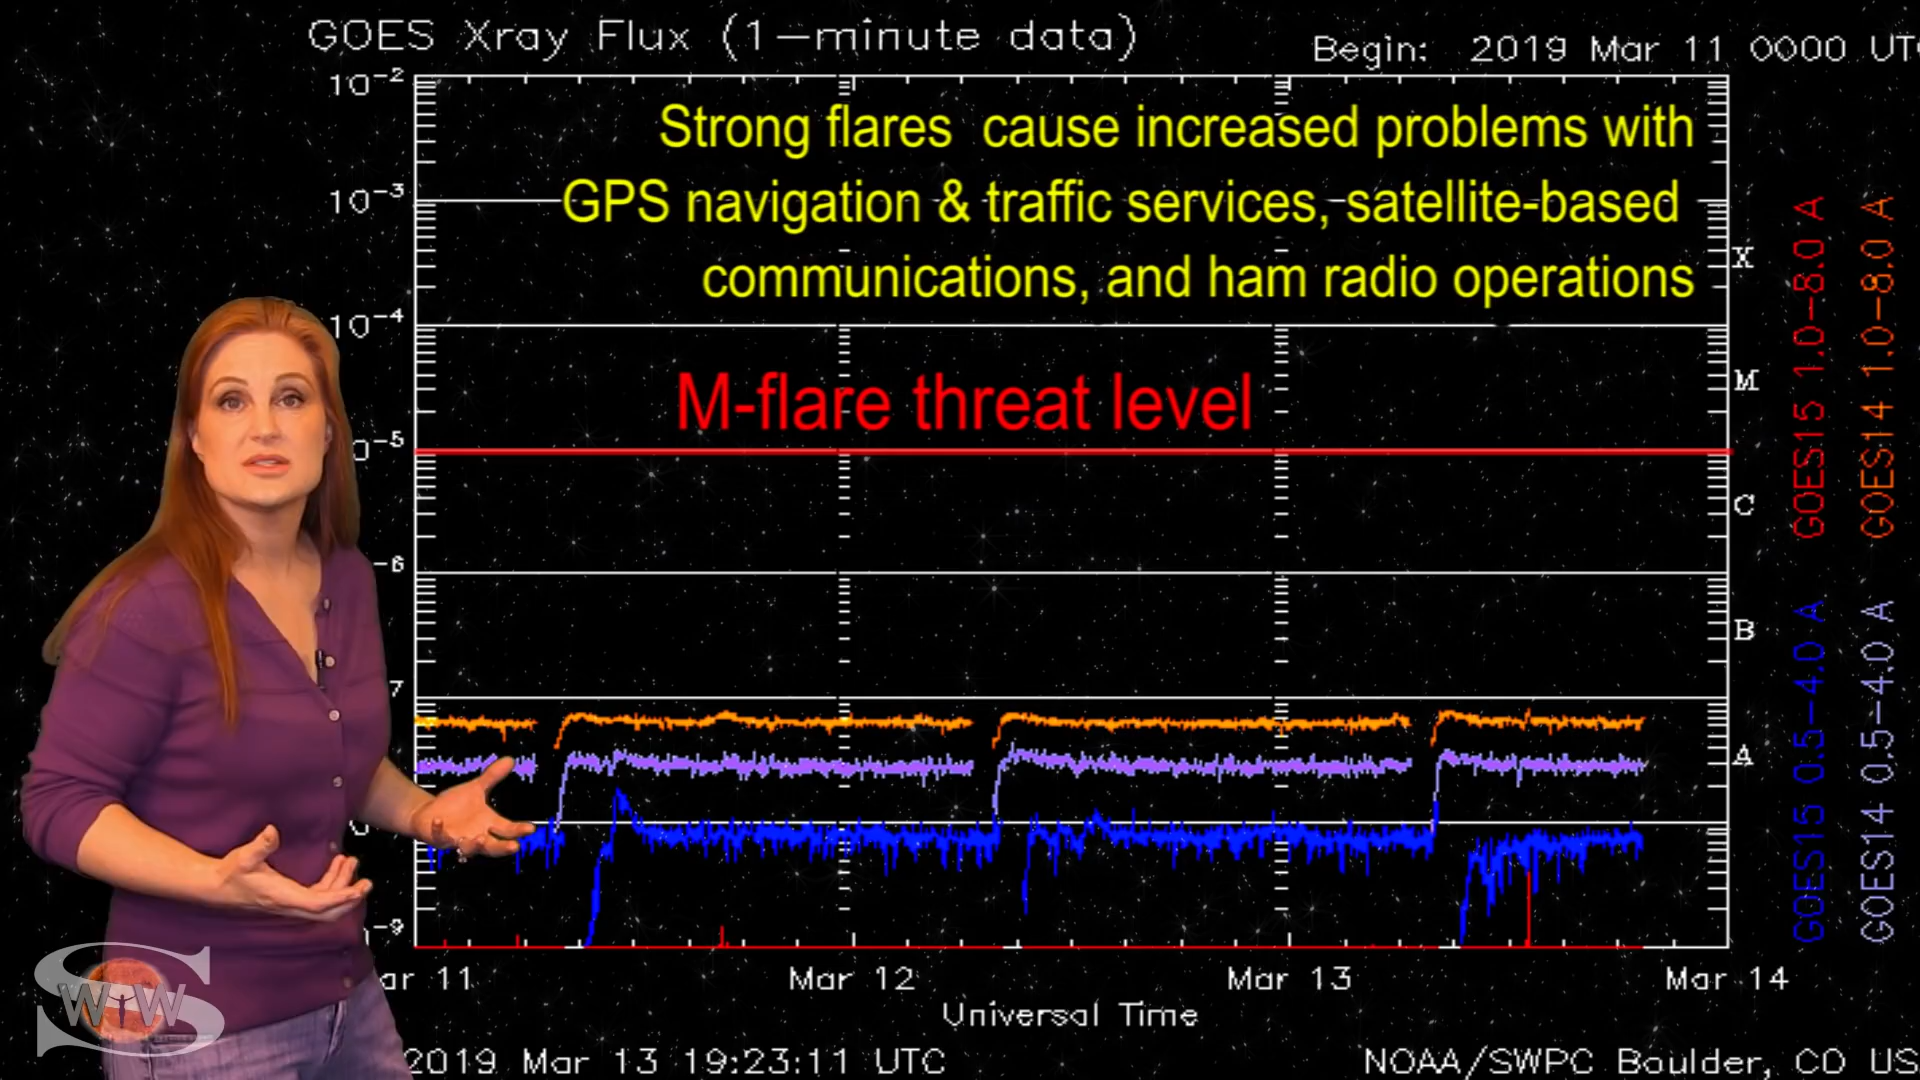 GOES Xray Flux (1-minute data)
Begin: 2019 Mar 11 0000 UTC
10⁻²
Strong flares cause increased problems with
10⁻³
GPS navigation & traffic services, satellite-based
X
communications, and ham radio operations
10⁻⁴
M
M-flare threat level
0⁻⁵
C
-6
B
7
A
-9
GOES15 1.0-8.0 A
GOES14 1.0-8.0 A
GOES15 0.5-4.0 A
GOES14 0.5-4.0 A
ar 11
Mar 12
Mar 13
Mar 14
Universal Time
2019 Mar 13 19:23:11 UTC
NOAA/SWPC Boulder, CO US
SWTW